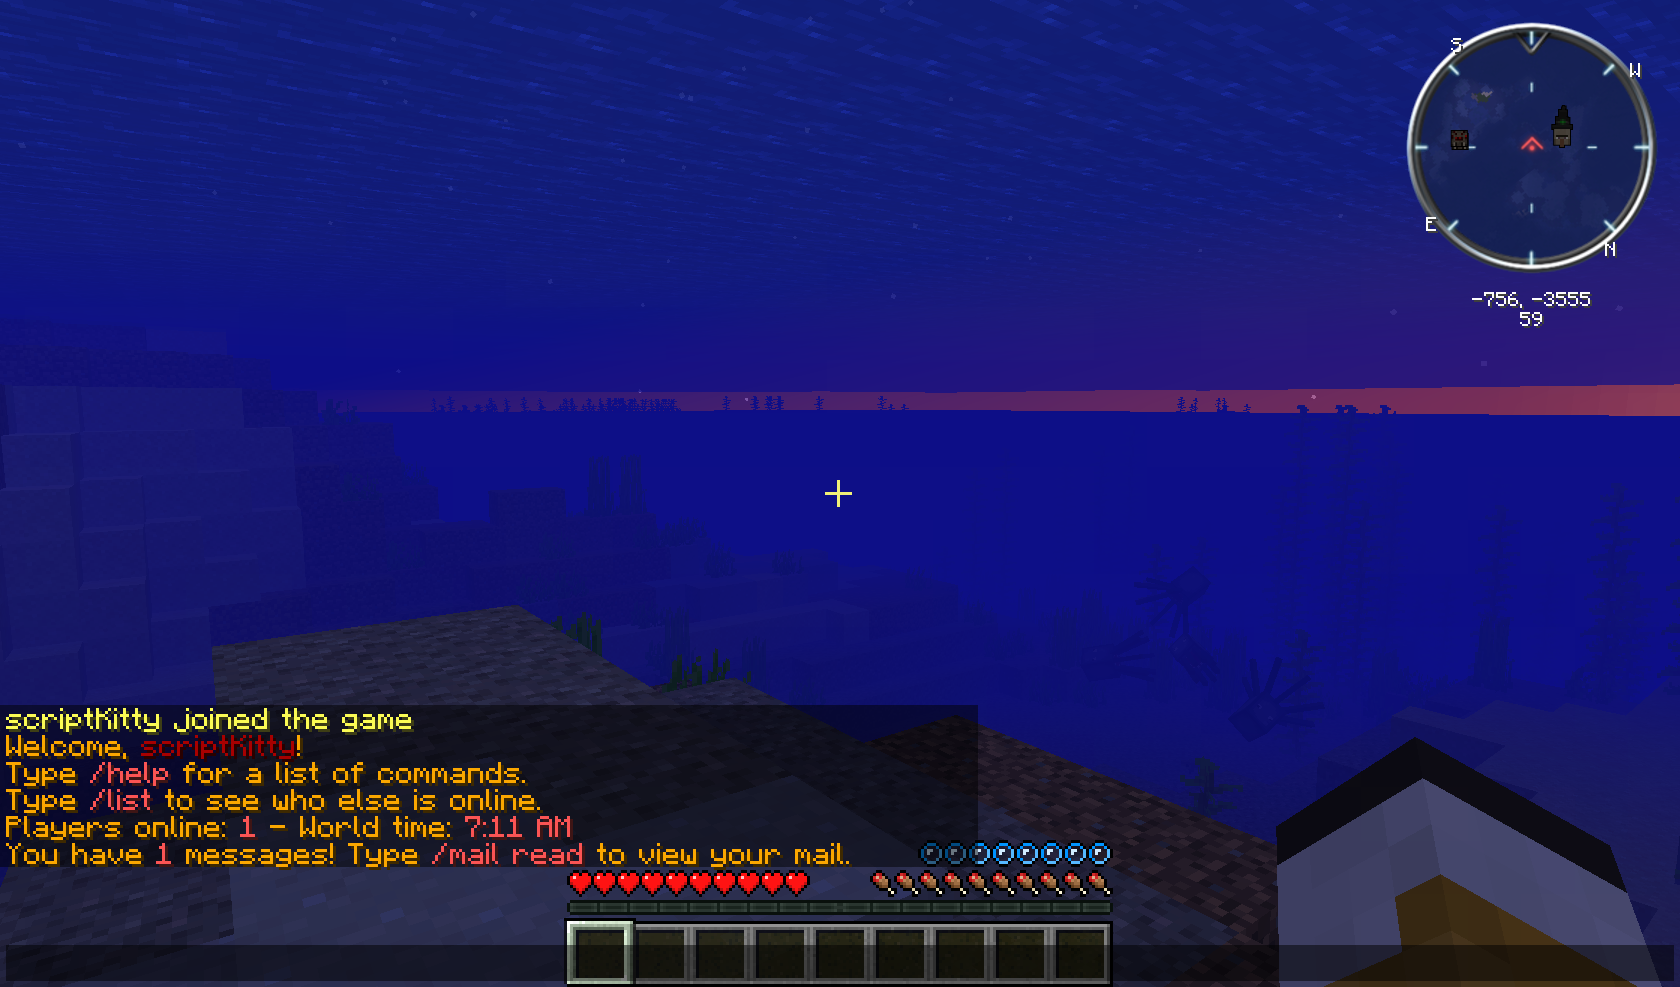 S
W
E
N
-756, -3555
59
scriptKitty joined the game
Welcome, scriptKitty!
Type /help for a list of commands.
Type /list to see who else is online.
Players online: 1 - World time: 7:11 AM
You have 1 messages! Type /mail read to view your mail.